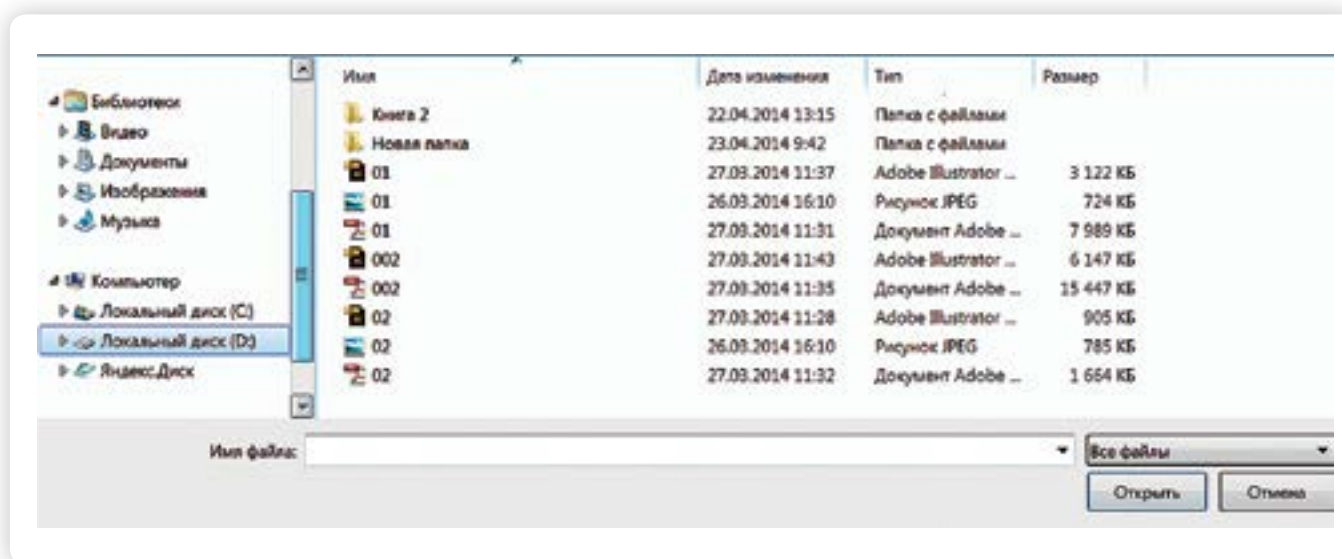 Имя Дата изменения Тип Размер
Библиотеки
Видео
Документы
Изображения
Музыка
Компьютер
Локальный диск (C:)
Локальный диск (D:)
Яндекс.Диск
Книга 2 22.04.2014 13:15 Папка с файлами
Новая папка 23.04.2014 9:42 Папка с файлами
01 27.03.2014 11:37 Adobe Illustrator ... 3 122 КБ
01 26.03.2014 16:10 Рисунок JPEG 724 КБ
01 27.03.2014 11:31 Документ Adobe ... 7 989 КБ
002 27.03.2014 11:43 Adobe Illustrator ... 6 147 КБ
002 27.03.2014 11:35 Документ Adobe ... 15 447 КБ
02 27.03.2014 11:28 Adobe Illustrator ... 905 КБ
02 26.03.2014 16:10 Рисунок JPEG 785 КБ
02 27.03.2014 11:32 Документ Adobe ... 1 664 КБ
Имя файла: Все файлы
Открыть Отмена